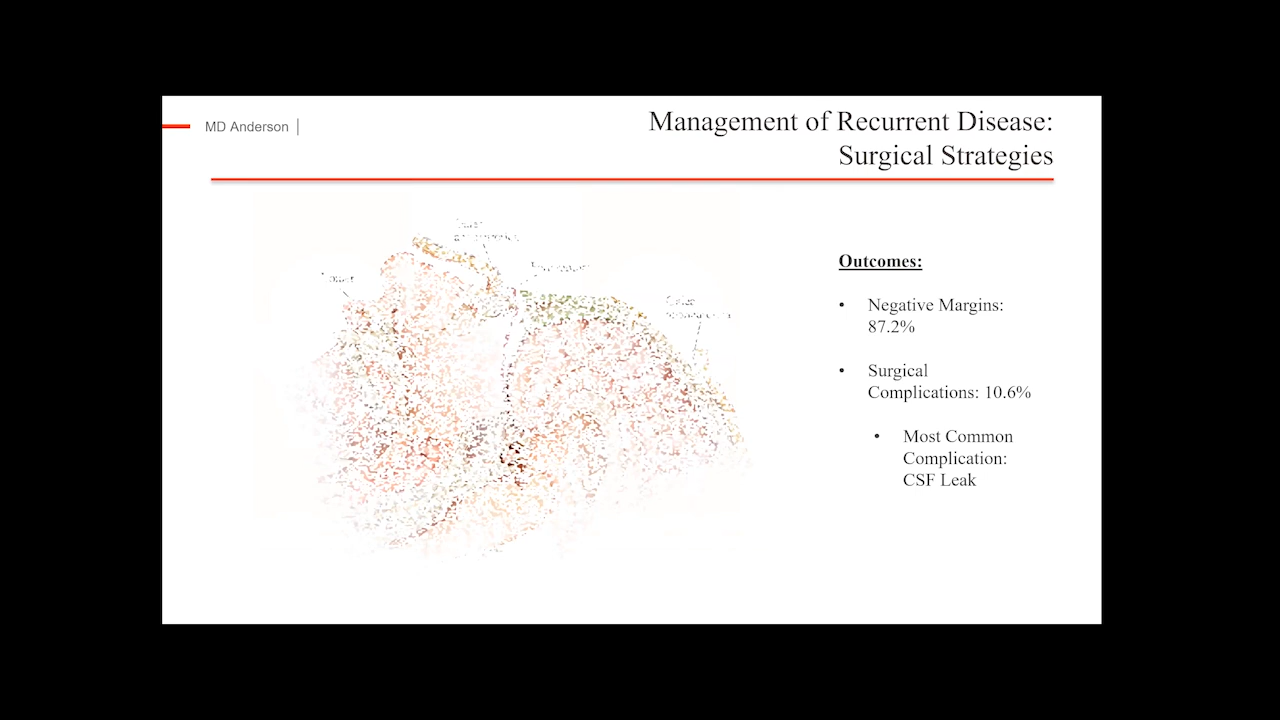 MD Anderson
Management of Recurrent Disease:
Surgical Strategies
Outcomes:
• Negative Margins:
87.2%
• Surgical
Complications: 10.6%
• Most Common
Complication:
CSF Leak